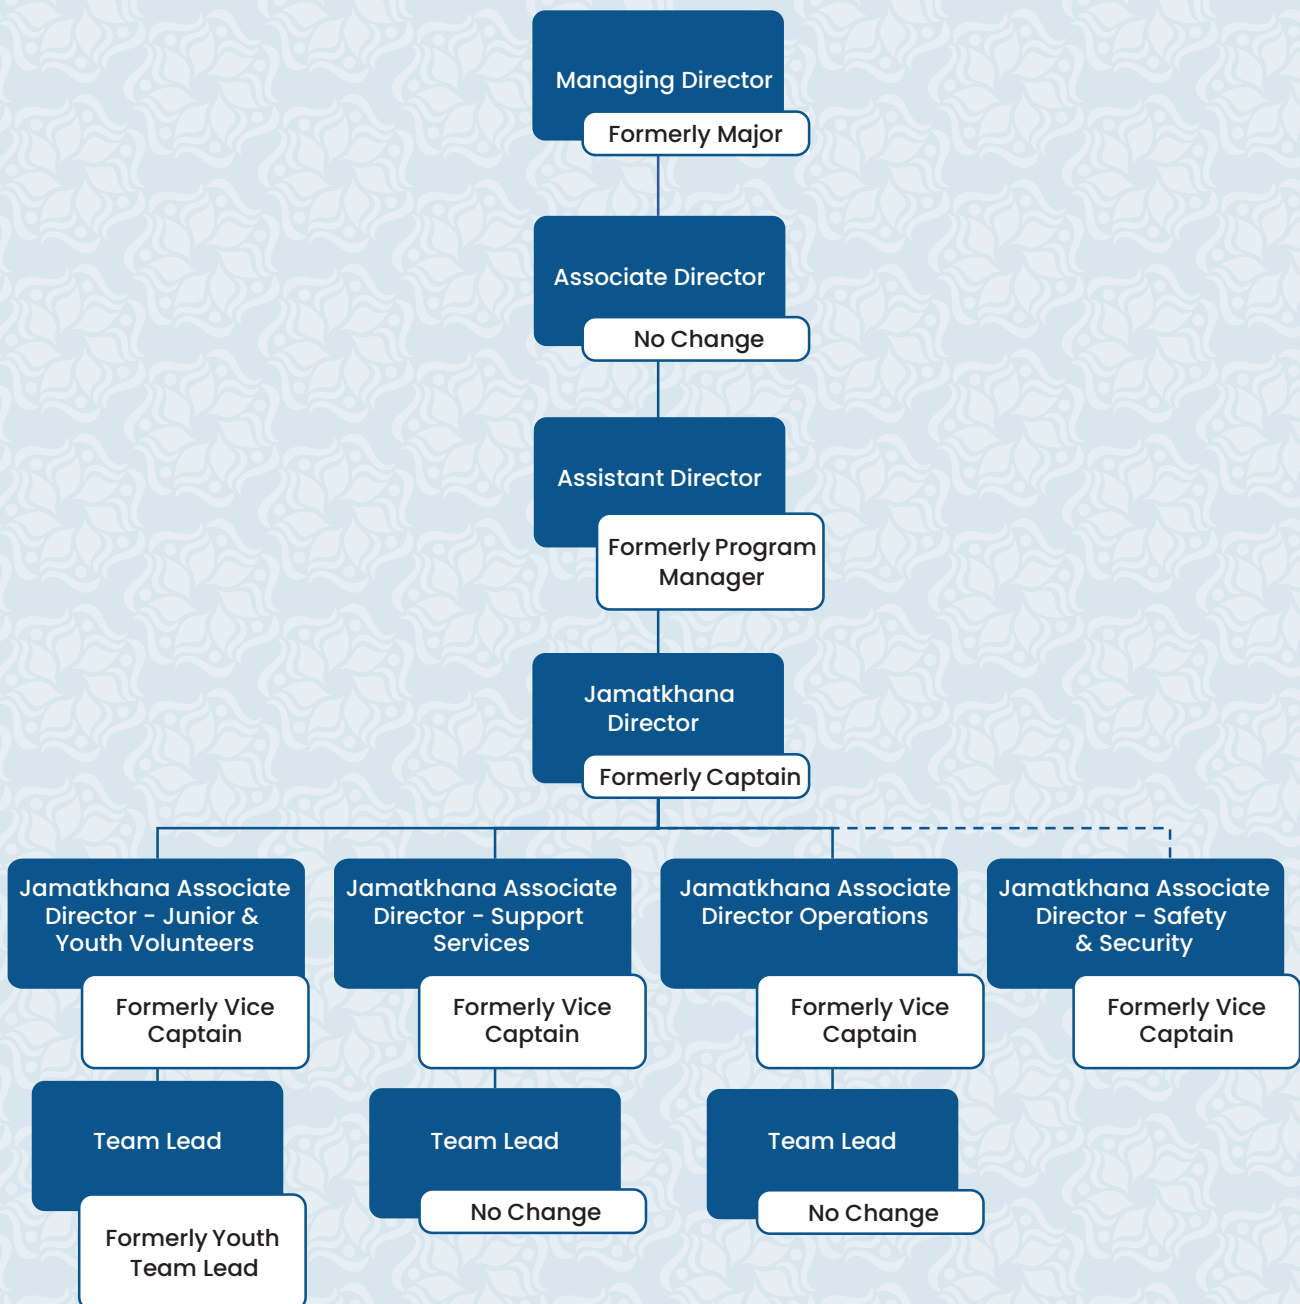 Managing Director
Formerly Major
Associate Director
No Change
Assistant Director
Formerly Program
Manager
Jamatkhana
Director
Formerly Captain
Jamatkhana Associate
Director - Junior &
Youth Volunteers
Formerly Vice
Captain
Jamatkhana Associate
Director - Support
Services
Formerly Vice
Captain
Jamatkhana Associate
Director Operations
Formerly Vice
Captain
Jamatkhana Associate
Director - Safety
& Security
Formerly Vice
Captain
Team Lead
Formerly Youth
Team Lead
Team Lead
No Change
Team Lead
No Change